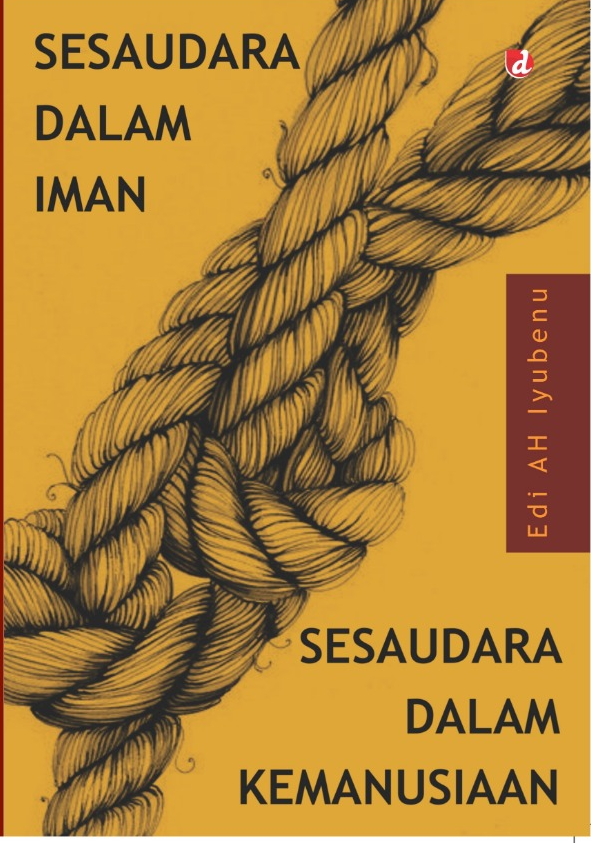 SESAUDARA
DALAM
IMAN
d
Edi AH Iyubenu
SESAUDARA
DALAM
KEMANUSIAAN